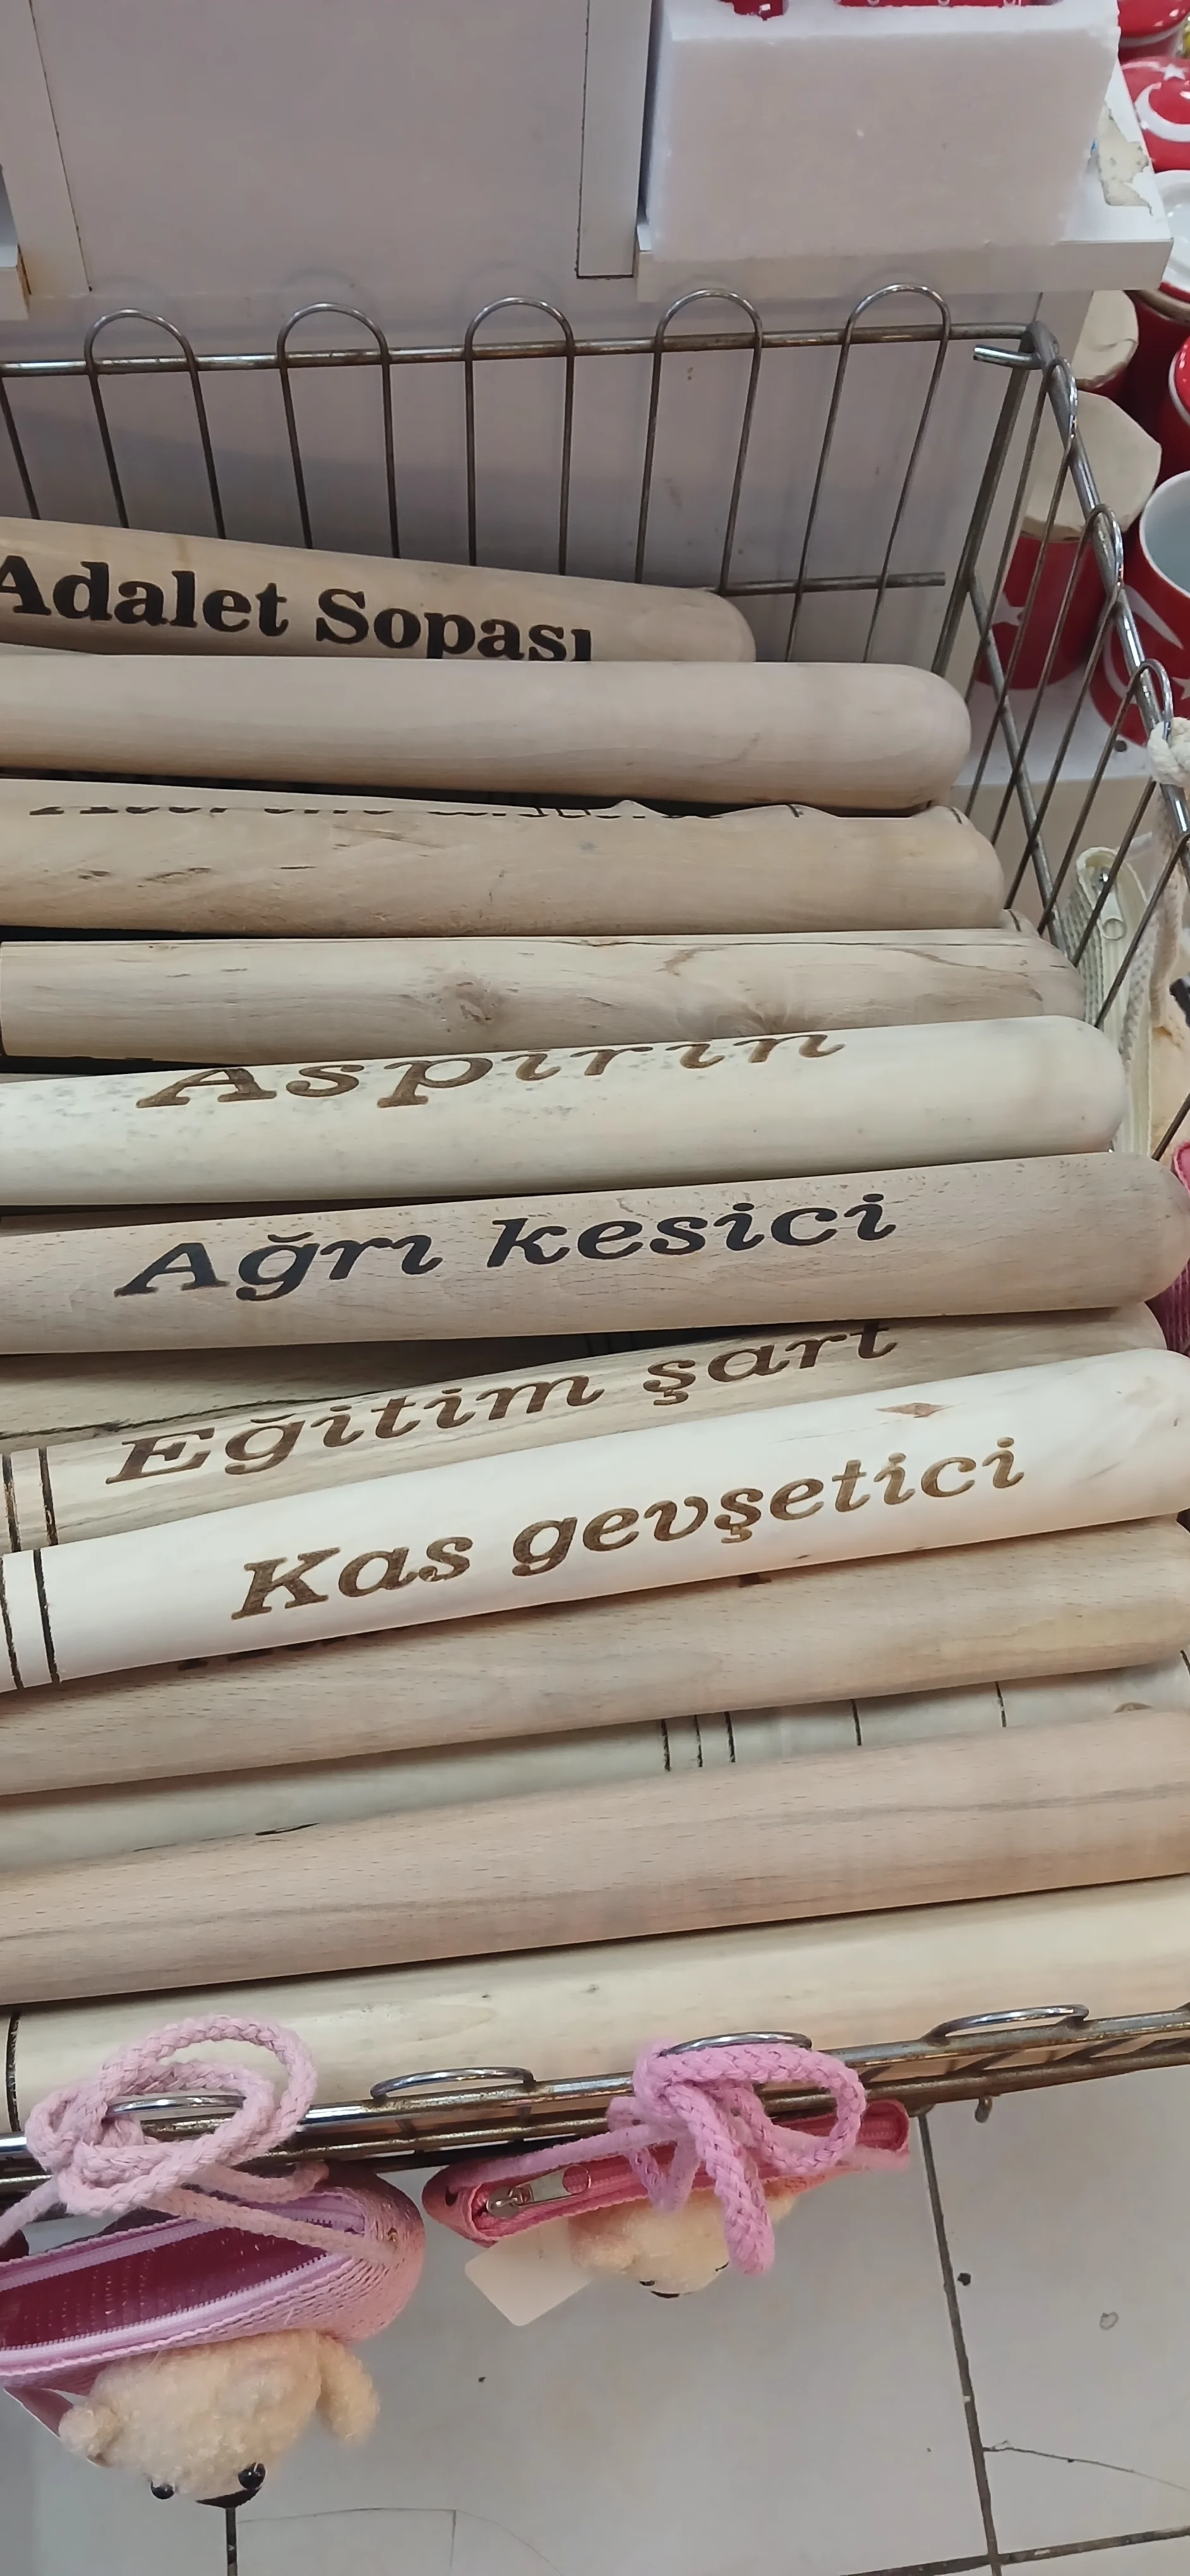 Adalet Sopası
Aspirin
Ağrı kesici
Eğitim şart
Kas gevşetici